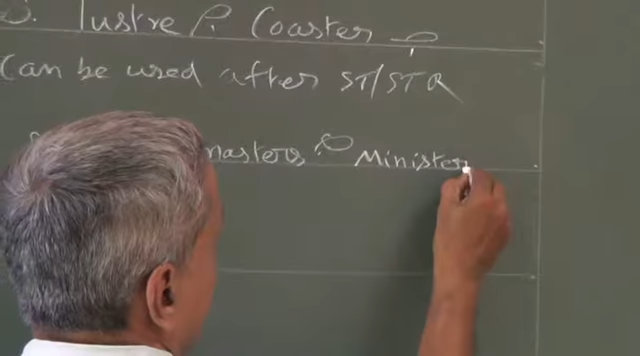 lustre Coaster
Can be used after ST/STR
masters, Minister